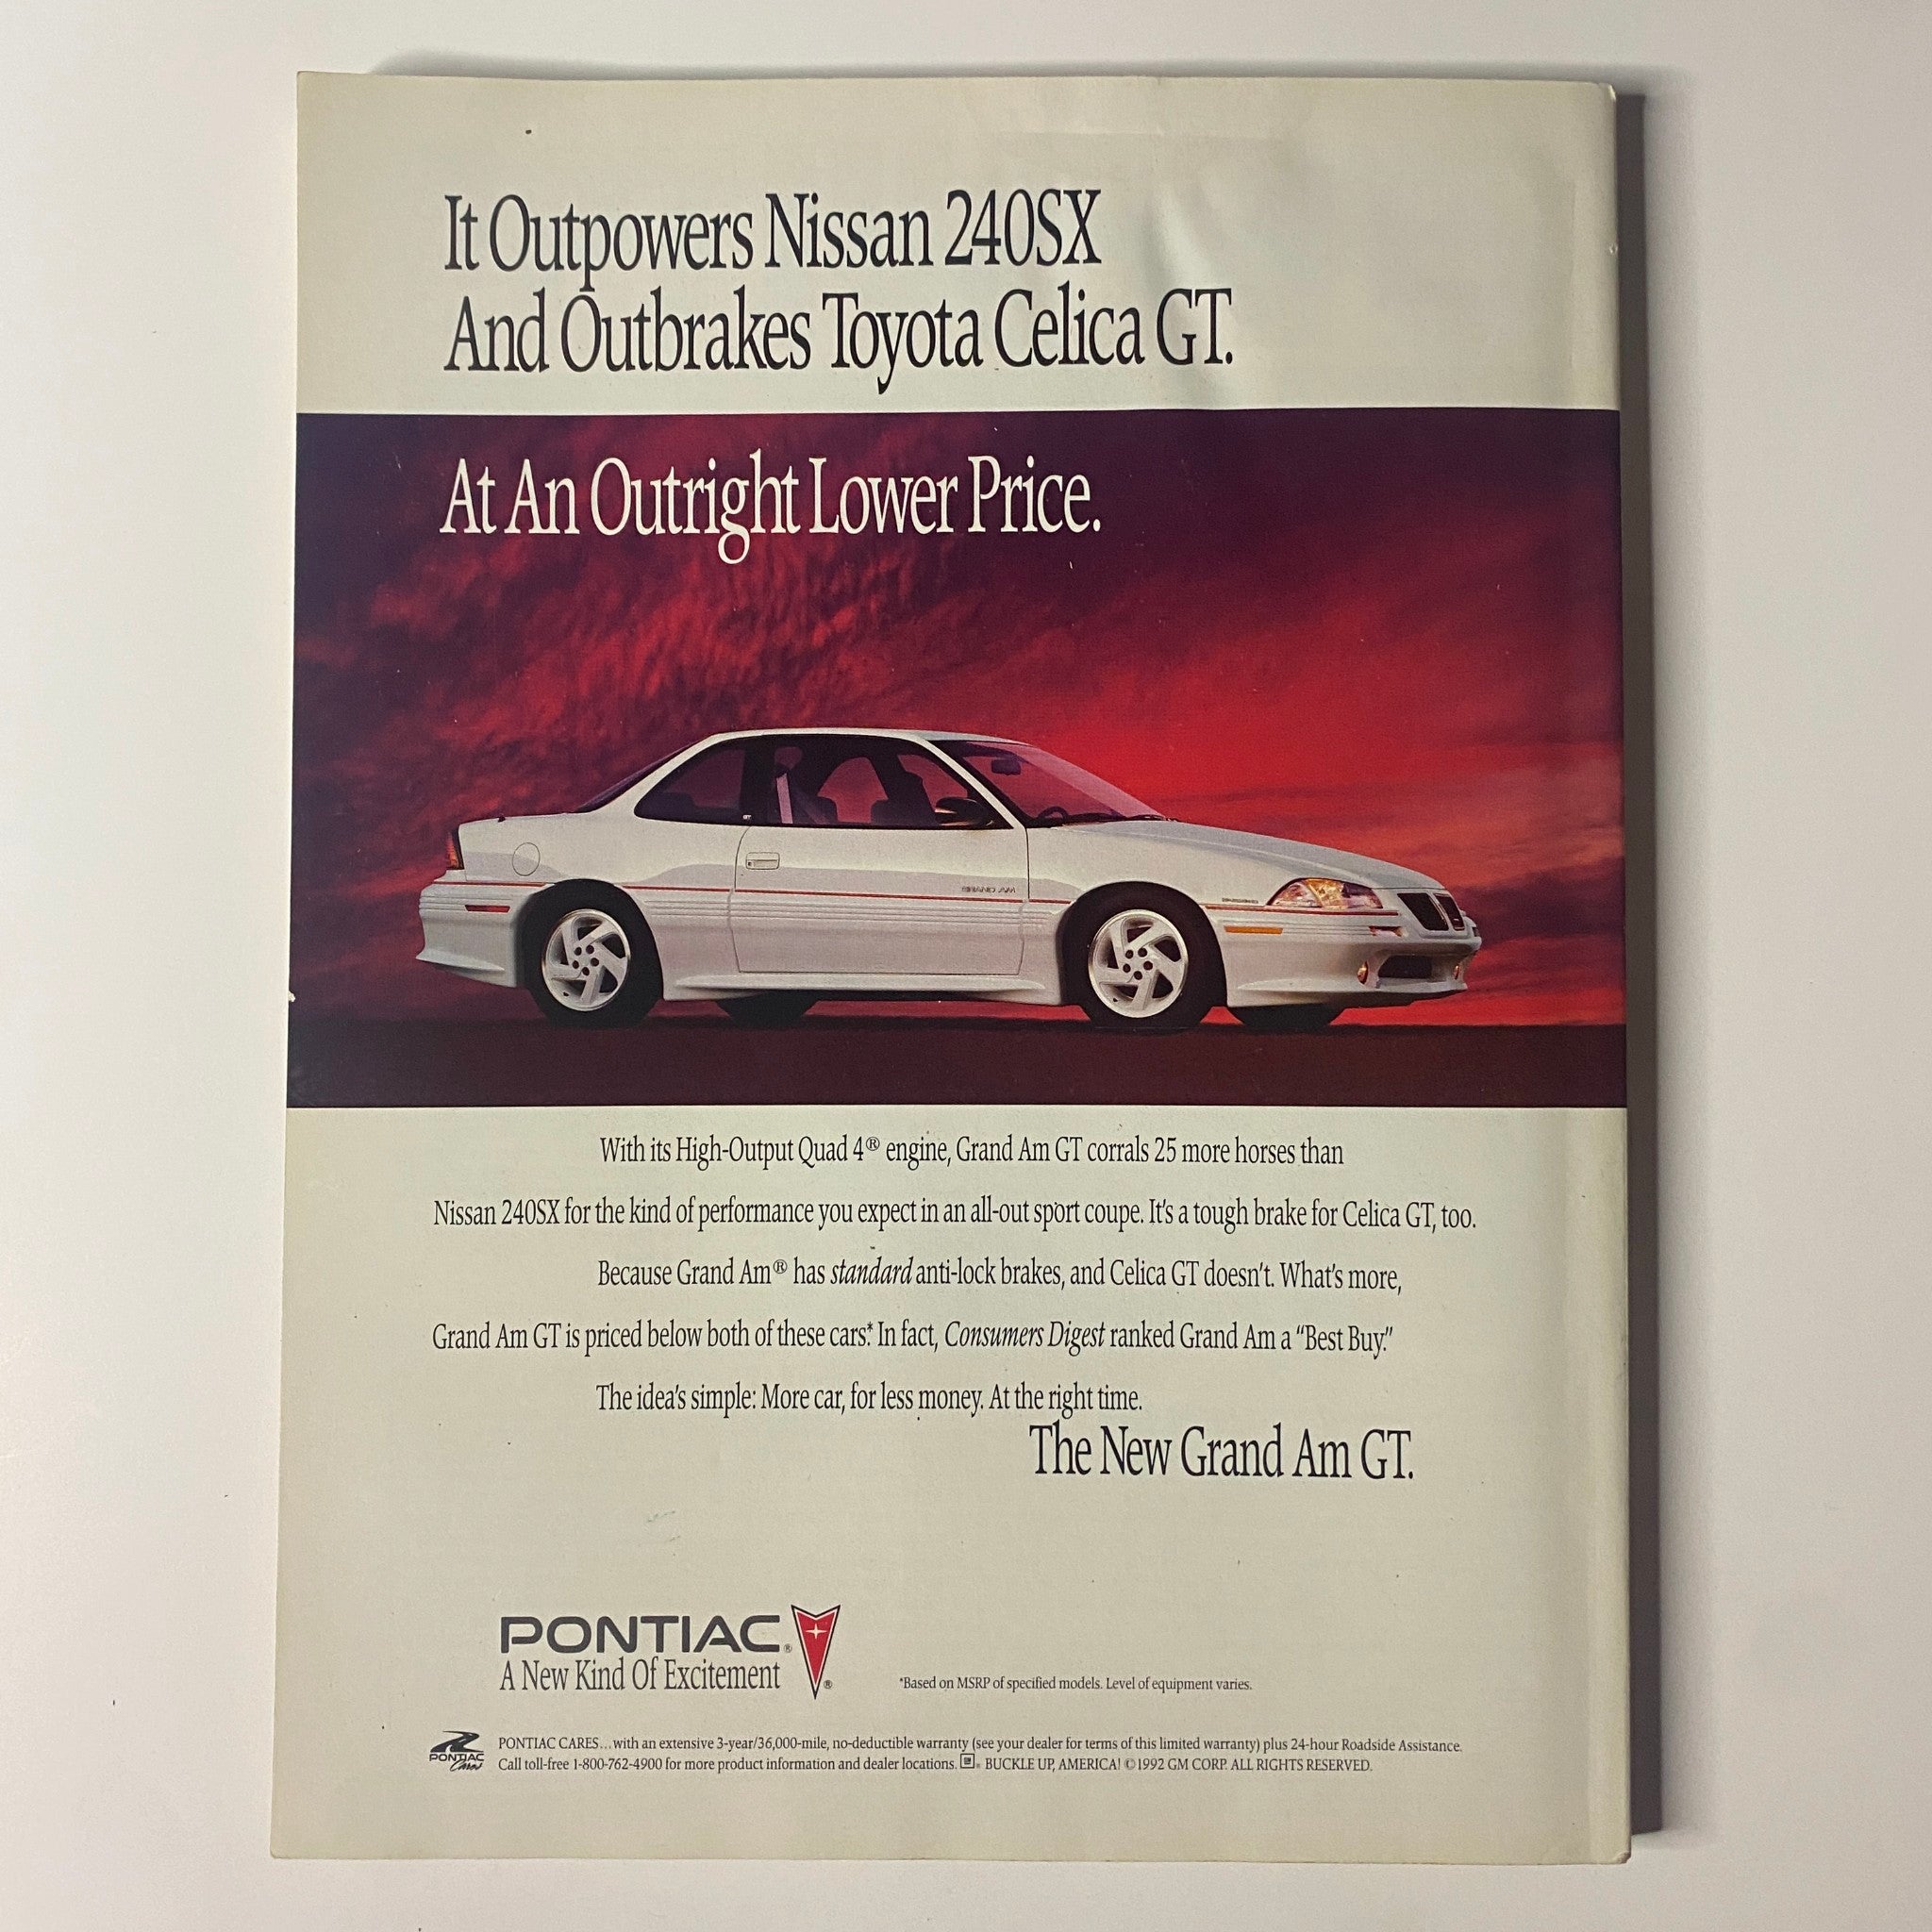 It Outpowers Nissan 240SX
And Outbrakes Toyota Celica GT.
At An Outright Lower Price.
GRAND AM
With its High-Output Quad 4® engine, Grand Am GT corrals 25 more horses than
Nissan 240SX for the kind of performance you expect in an all-out sport coupe. It's a tough brake for Celica GT, too.
Because Grand Am® has standard anti-lock brakes, and Celica GT doesn't. What's more,
Grand Am GT is priced below both of these cars.* In fact, Consumers Digest ranked Grand Am a “Best Buy.”
The idea's simple: More car, for less money. At the right time.
The New Grand Am GT.
PONTIAC®
A New Kind Of Excitement ®
*Based on MSRP of specified models. Level of equipment varies.
PONTIAC
Cares
PONTIAC CARES…with an extensive 3-year/36,000-mile, no-deductible warranty (see your dealer for terms of this limited warranty) plus 24-hour Roadside Assistance.
Call toll-free 1-800-762-4900 for more product information and dealer locations. GM ® BUCKLE UP, AMERICA! ©1992 GM CORP. ALL RIGHTS RESERVED.